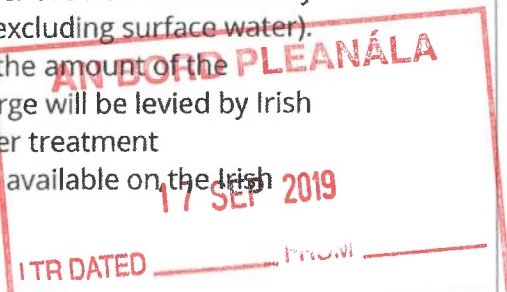 excluding surface water).
the amount of the
AN BORD PLEANÁLA
rge will be levied by Irish
er treatment
available on the Irish
17 SEP 2019
LTR DATED FROM